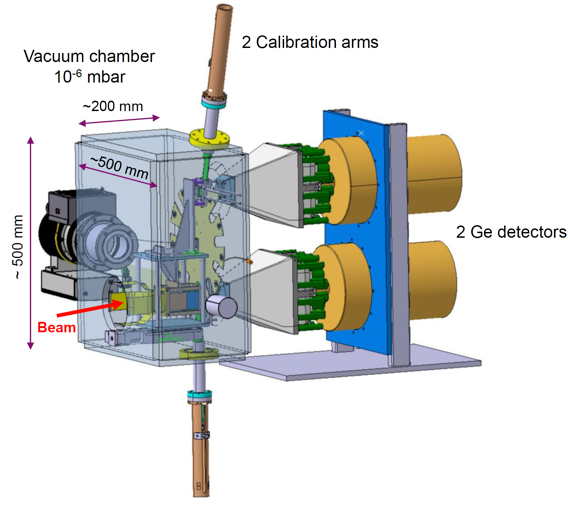 2 Calibration arms
Vacuum chamber
10⁻⁶ mbar
~200 mm
~500 mm
~ 500 mm
2 Ge detectors
Beam